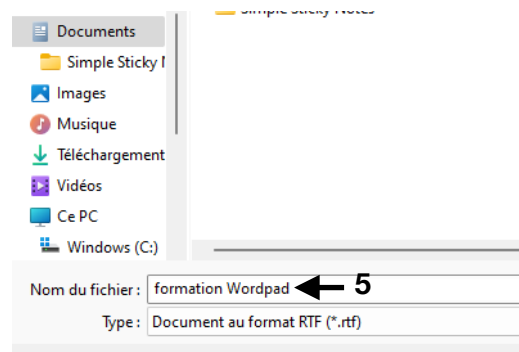 Simple Sticky Notes
Documents
Simple Sticky
Images
Musique
Téléchargement
Vidéos
Ce PC
Windows (C:)
Nom du fichier : formation Wordpad 5
Type : Document au format RTF (*.rtf)